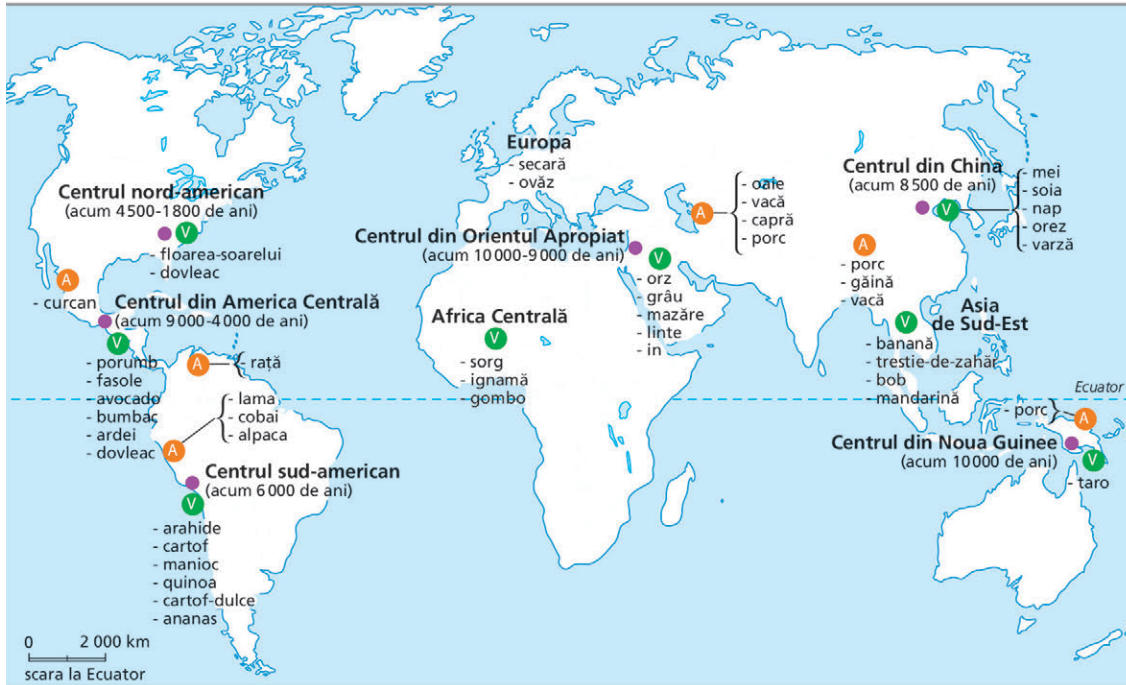 Europa
- secară
- ovăz
Centrul nord-american
(acum 4 500-1800 de ani)
V
- floarea-soarelui
- dovleac
A
- curcan
Centrul din America Centrală
(acum 9 000-4 000 de ani)
V
- porumb
- fasole
- avocado
- bumbac
- ardei
- dovleac
A
- rață
- lama
- cobai
- alpaca
A
Centrul sud-american
(acum 6 000 de ani)
V
- arahide
- cartof
- manioc
- quinoa
- cartof-dulce
- ananas
Centrul din Orientul Apropiat
(acum 10 000-9 000 de ani)
V
- orz
- grâu
- mazăre
- linte
- in
A
- oaie
- vacă
- capră
- porc
Africa Centrală
V
- sorg
- ignamă
- gombo
Centrul din China
(acum 8 500 de ani)
V
- mei
- soia
- nap
- orez
- varză
A
- porc
- găină
- vacă
Asia
de Sud-Est
V
- banană
- trestie-de-zahăr
- bob
- mandarină
Ecuator
- porc
A
Centrul din Noua Guinee
(acum 10 000 de ani)
V
- taro
0 2 000 km
scara la Ecuator